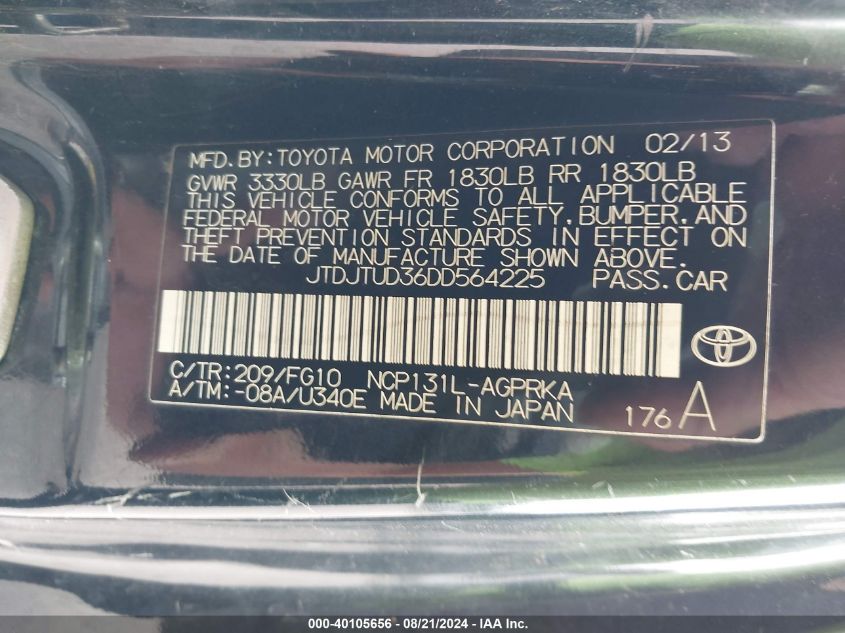 MFD. BY: TOYOTA MOTOR CORPORATION 02/13
GVWR 3330LB GAWR FR 1830LB RR 1830LB
THIS VEHICLE CONFORMS TO ALL APPLICABLE
FEDERAL MOTOR VEHICLE SAFETY, BUMPER, AND
THEFT PREVENTION STANDARDS IN EFFECT ON
THE DATE OF MANUFACTURE SHOWN ABOVE.
JTDJTUD36DD564225 PASS. CAR
C/TR: 209/FG10 NCP131L-AGPRKA
A/TM: -08A/U340E MADE IN JAPAN 176 A
000-40105656 - 08/21/2024 - IAA Inc.